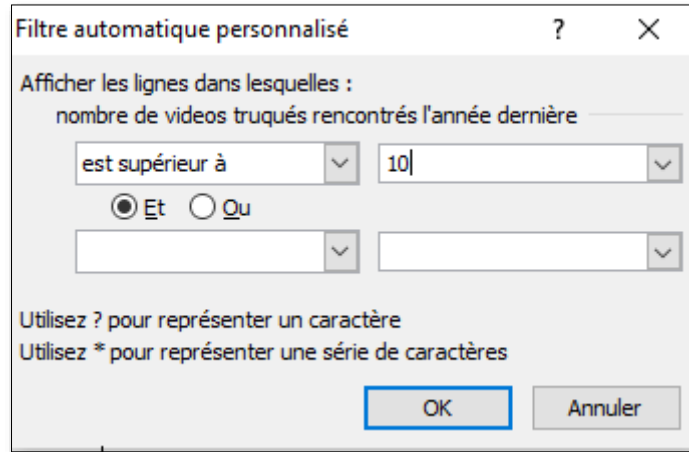 Filtre automatique personnalisé ?
Afficher les lignes dans lesquelles :
nombre de videos truqués rencontrés l'année dernière
est supérieur à 10
Et Ou
Utilisez ? pour représenter un caractère
Utilisez * pour représenter une série de caractères
OK Annuler